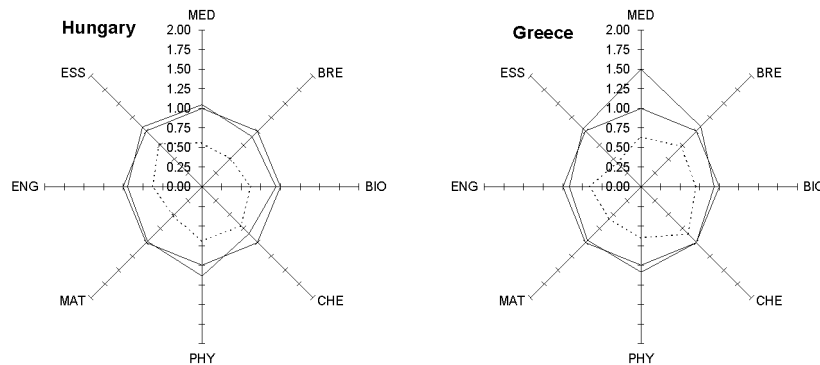 Hungary
MED
2.00
1.75
1.50
1.25
1.00
0.75
0.50
0.25
0.00
ESS
BRE
ENG
BIO
MAT
CHE
PHY
Greece
MED
2.00
1.75
1.50
1.25
1.00
0.75
0.50
0.25
0.00
ESS
BRE
ENG
BIO
MAT
CHE
PHY